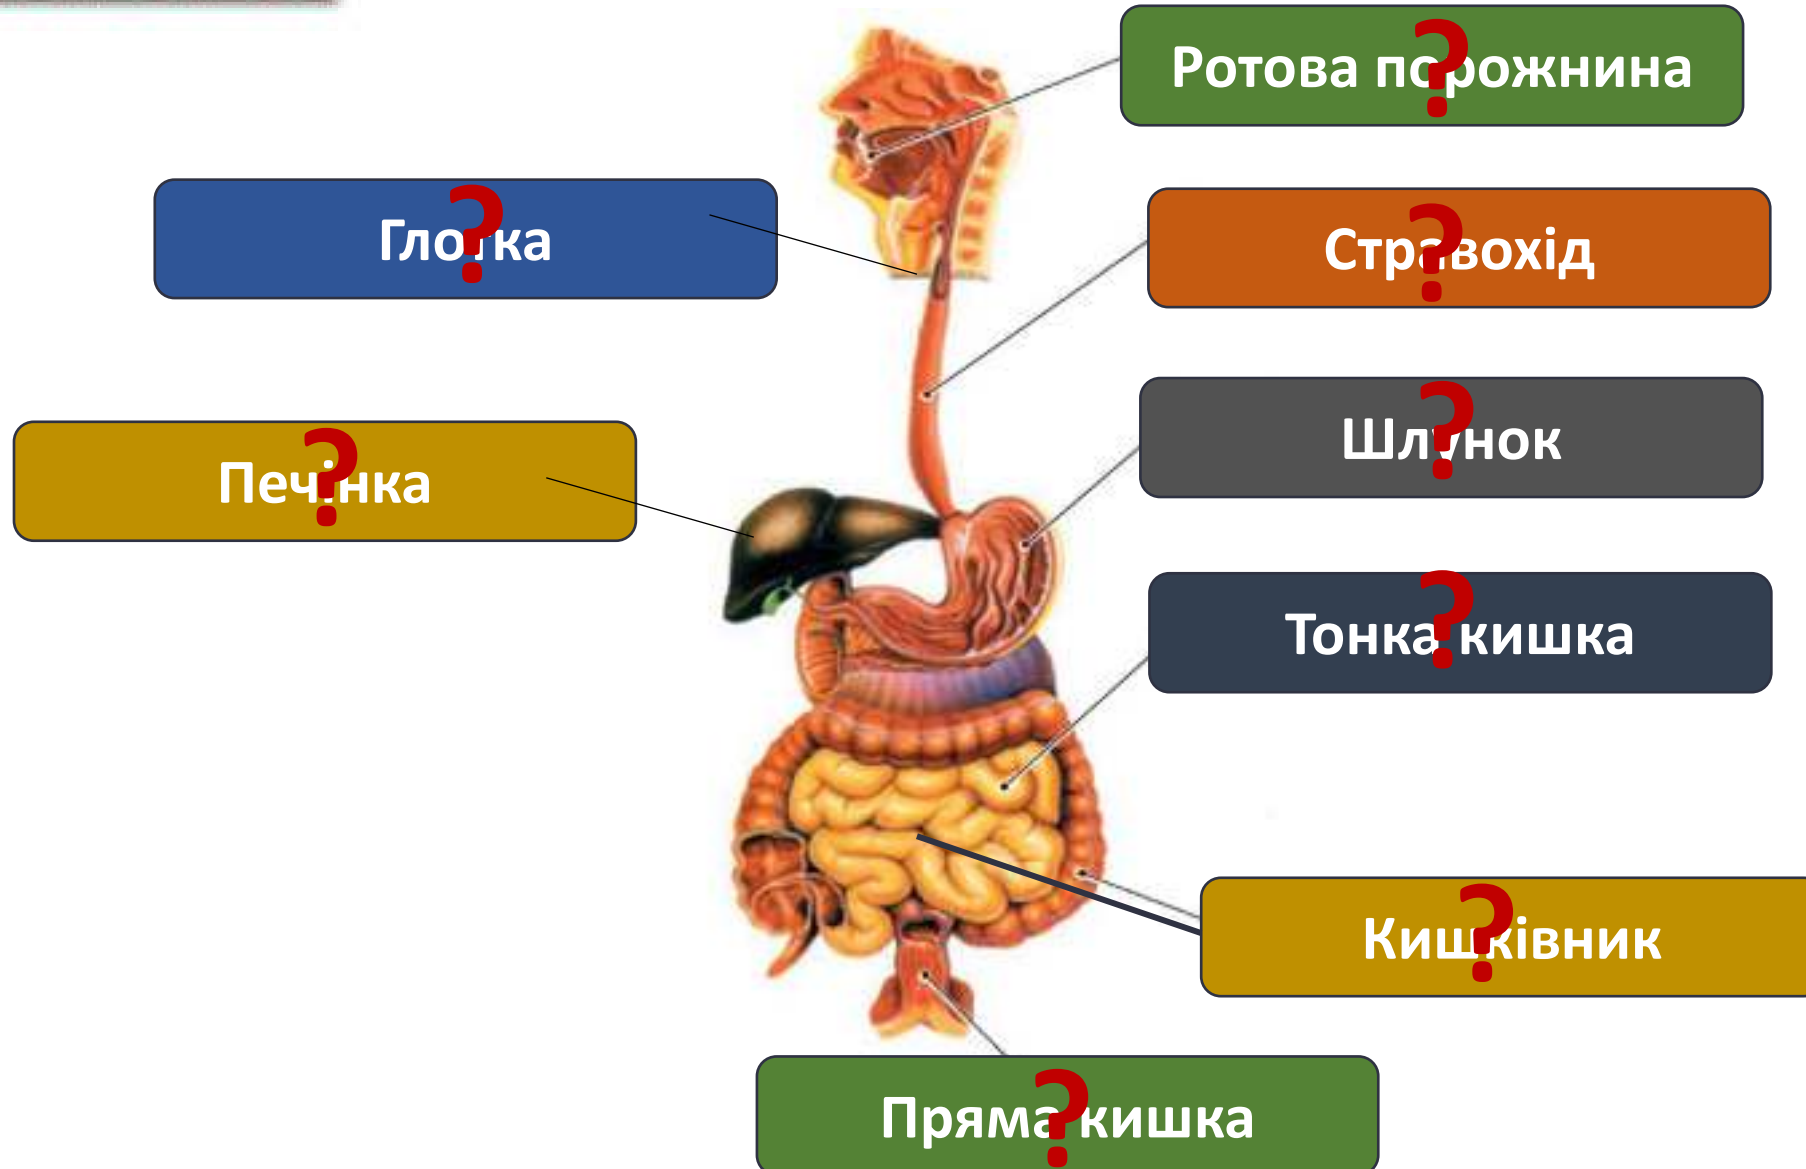 Ротова порожнина
?
Глотка
?
Стравохід
?
Шлунок
?
Печінка
?
Тонка кишка
?
Кишківник
?
Пряма кишка
?